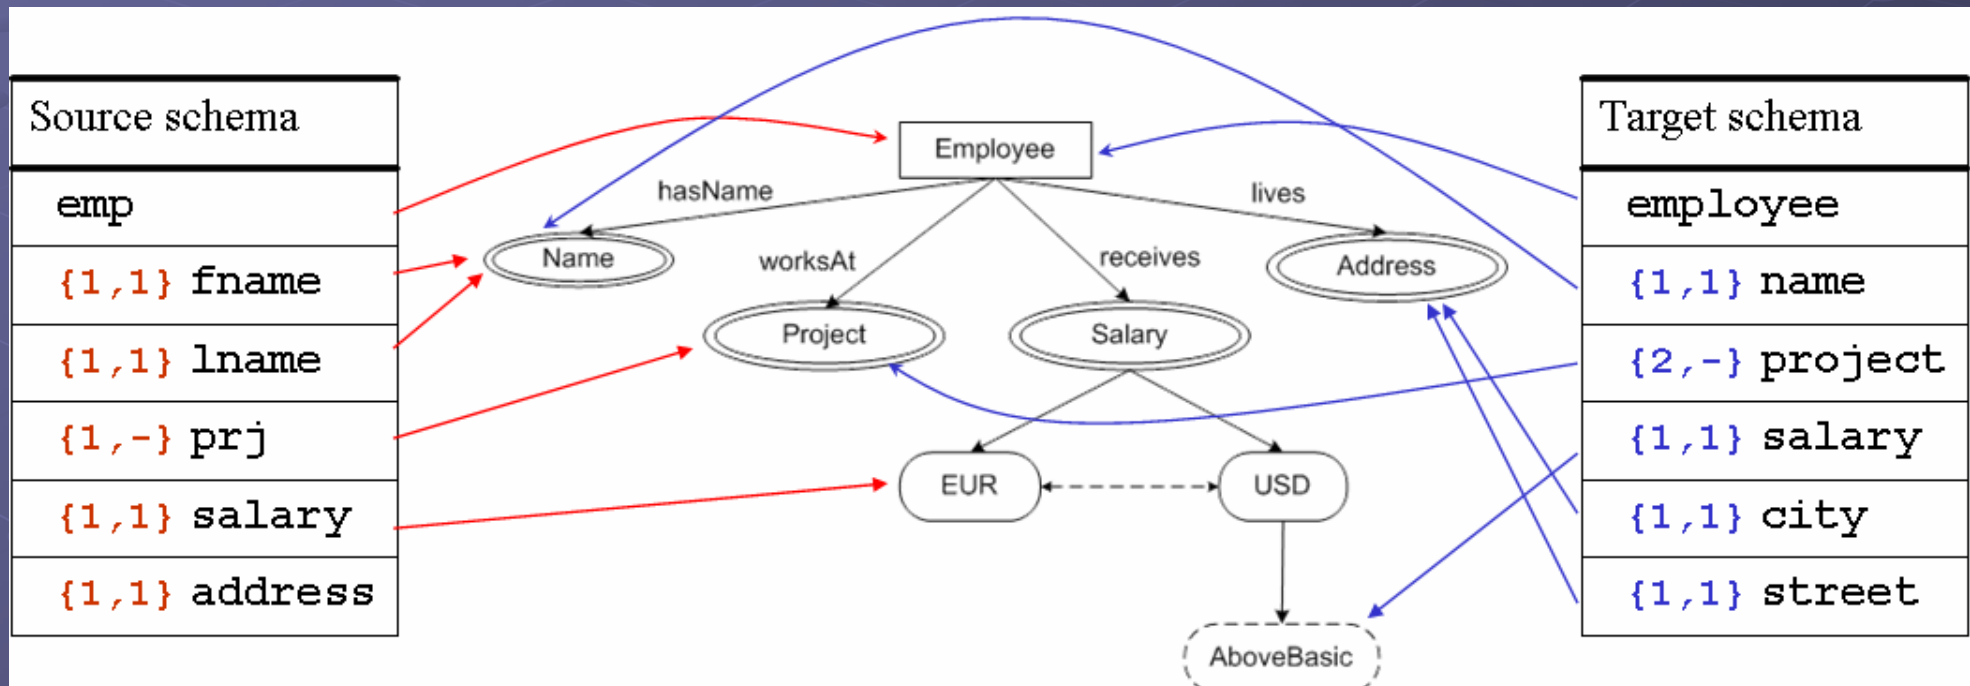 Source schema
emp
{1,1} fname
{1,1} lname
{1,-} prj
{1,1} salary
{1,1} address
Employee
hasName
lives
Name
worksAt
receives
Address
Project
Salary
EUR
USD
AboveBasic
Target schema
employee
{1,1} name
{2,-} project
{1,1} salary
{1,1} city
{1,1} street